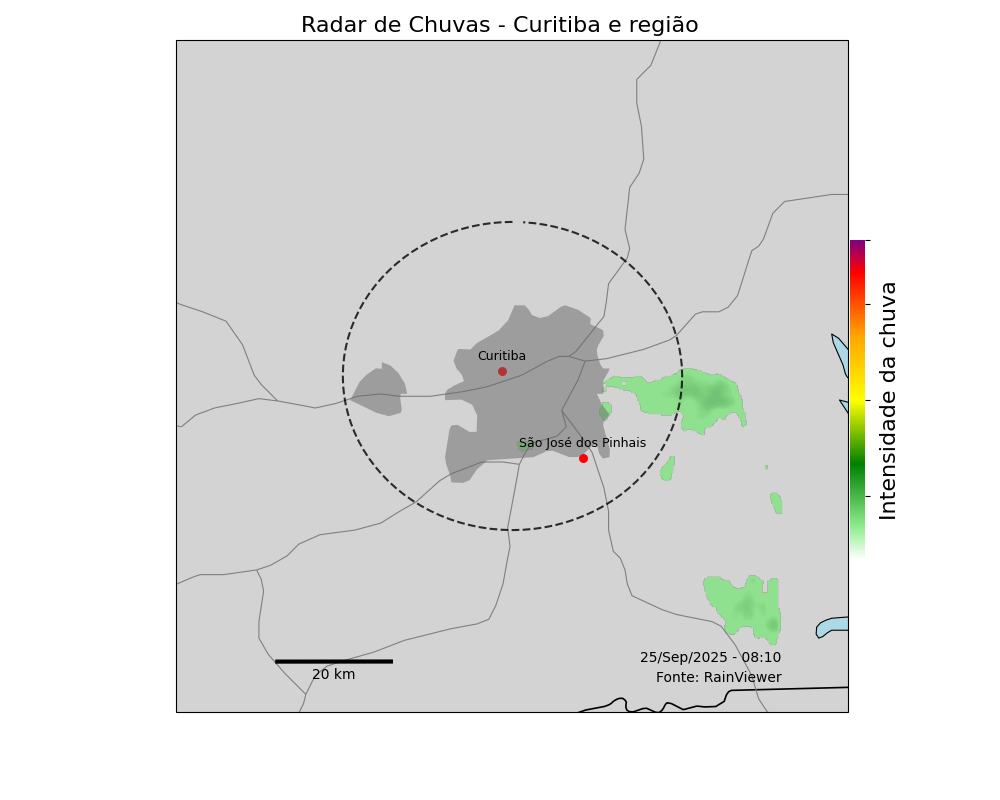 Radar de Chuvas - Curitiba e região
Curitiba
São José dos Pinhais
Intensidade da chuva
25/Sep/2025 - 08:10
20 km
Fonte: RainViewer